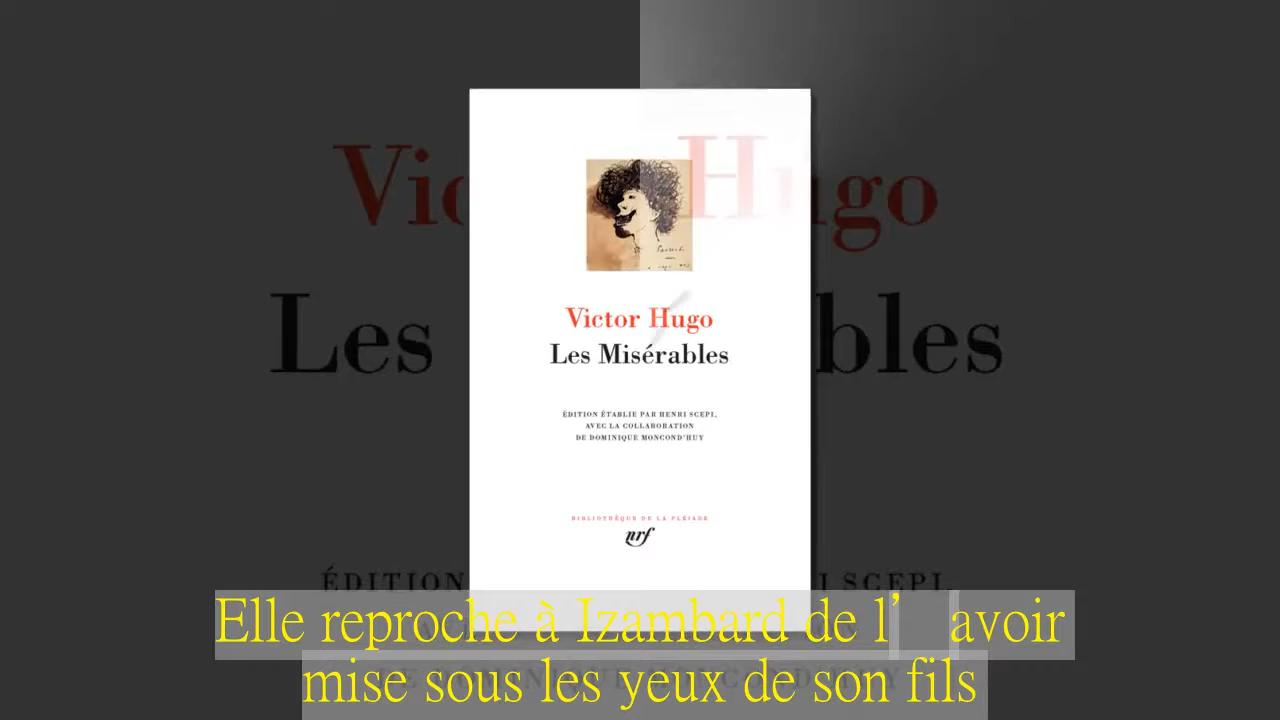 Victor Hugo
Les Misérables
ÉDITION ÉTABLIE PAR HENRI SCEPI,
AVEC LA COLLABORATION
DE DOMINIQUE MONCOND'HUY
BIBLIOTHÈQUE DE LA PLÉIADE
nrf
Elle reproche à Izambard de l’ avoir
mise sous les yeux de son fils